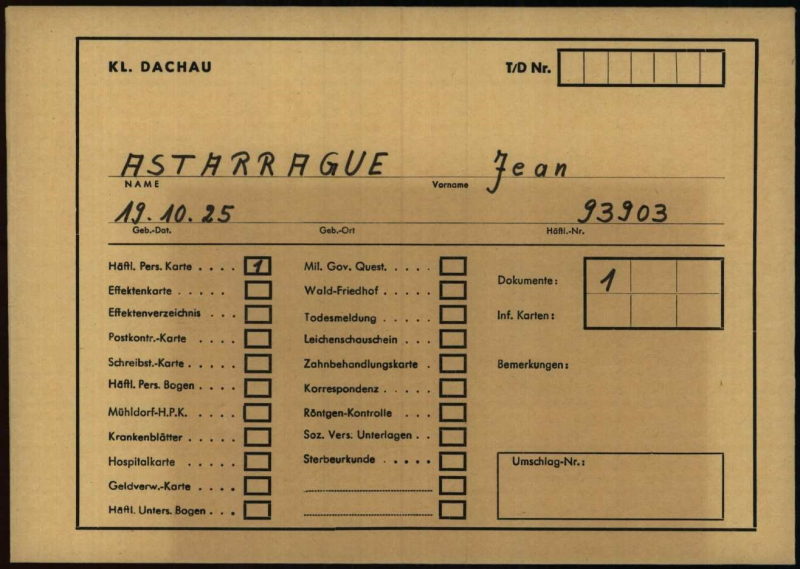 KL. DACHAU T/D Nr.
ASTARRAGUE Jean
NAME Vorname
19.10.25 93903
Geb.-Dat. Geb.-Ort Häftl.-Nr.
Häftl. Pers. Karte . . . . 1 Mil. Gov. Quest. . . . . .
Effektenkarte . . . . . Wald-Friedhof . . . . .
Dokumente: 1
Effektenverzeichnis . . . Todesmeldung . . . . .
Inf. Karten:
Postkontr.-Karte . . . . Leichenschauschein . . . .
Schreibst.-Karte . . . . Zahnbehandlungskarte .
Bemerkungen:
Häftl. Pers. Bogen . . . . Korrespondenz . . . . .
Mühldorf-H.P.K. . . . . Röntgen-Kontrolle . . . .
Krankenblätter . . . . . Soz. Vers. Unterlagen . .
Hospitalkarte . . . . Sterbeurkunde . . . . .
Umschlag-Nr.:
Geldverw.-Karte . . . .
Häftl. Unters. Bogen . . .